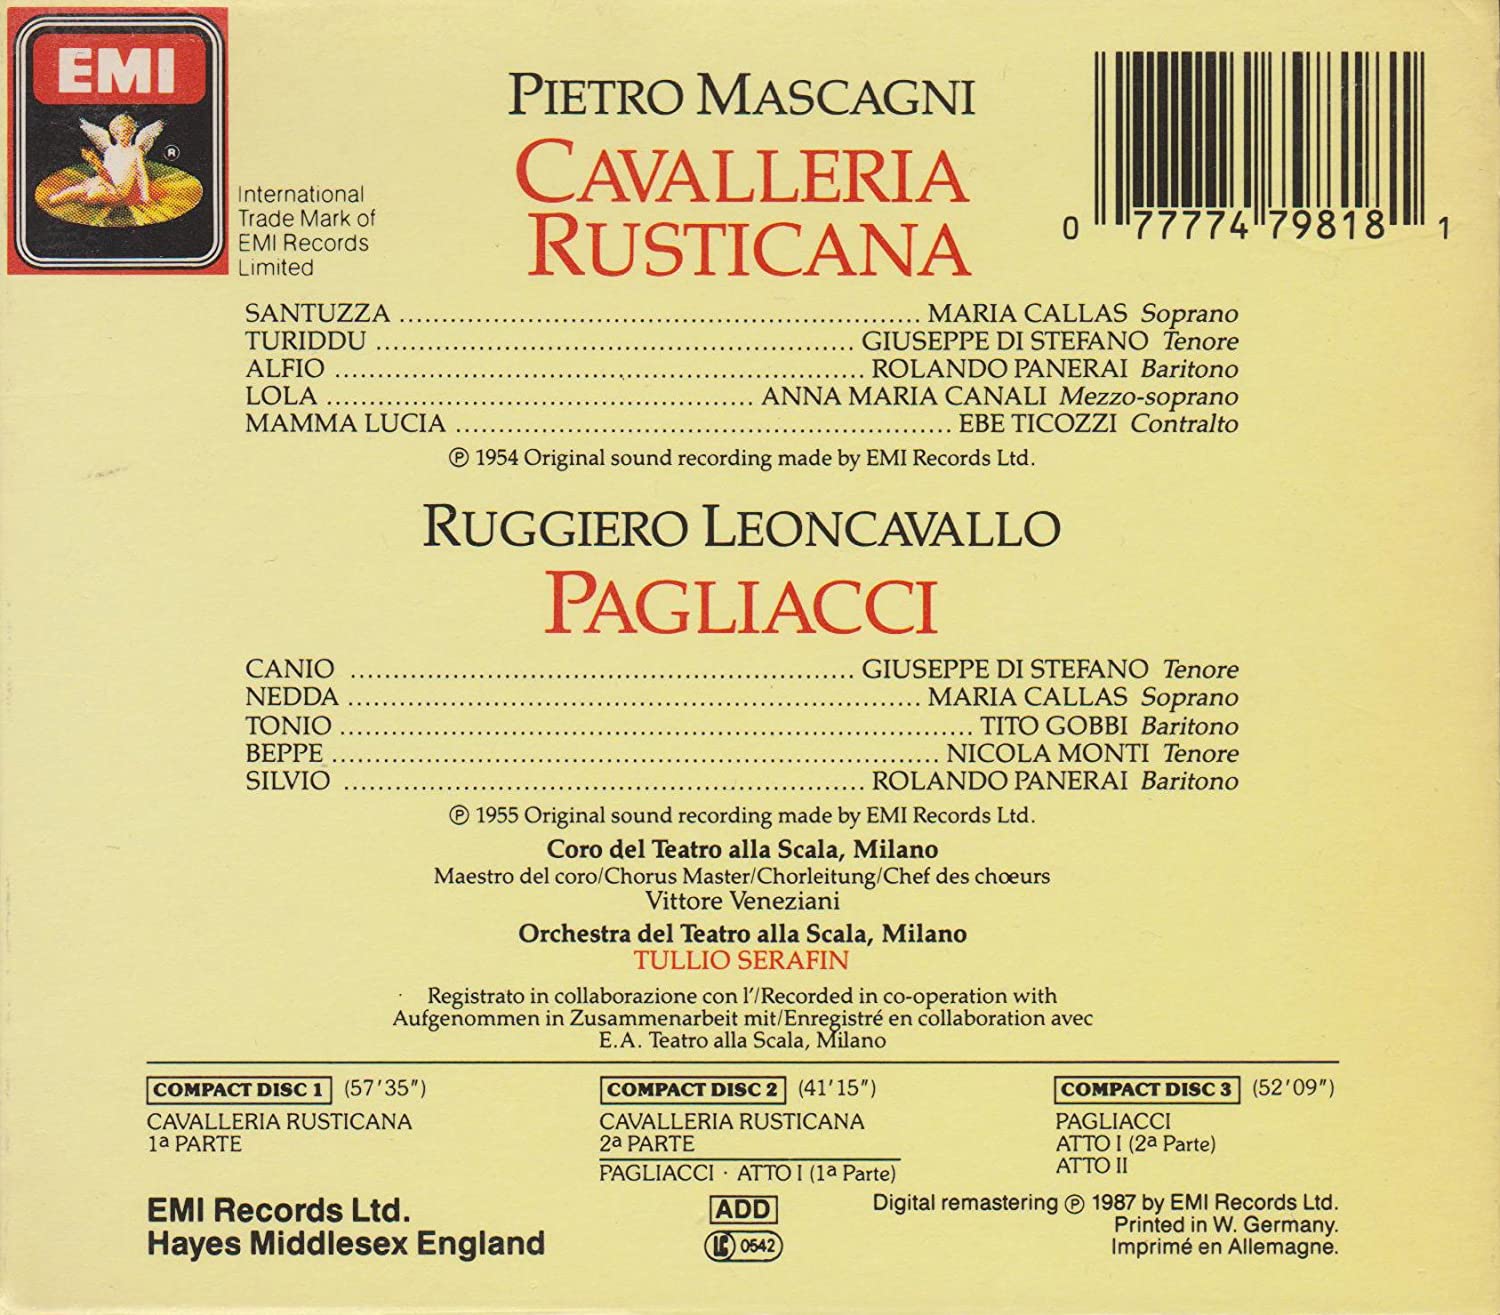 EMI
®
International
Trade Mark of
EMI Records
Limited
PIETRO MASCAGNI
CAVALLERIA
RUSTICANA
0 77774 79818 1
SANTUZZA ................................................................ MARIA CALLAS Soprano
TURIDDU .......................................................... GIUSEPPE DI STEFANO Tenore
ALFIO ................................................................ ROLANDO PANERAI Baritono
LOLA .................................................... ANNA MARIA CANALI Mezzo-soprano
MAMMA LUCIA ............................................................ EBE TICOZZI Contralto
℗ 1954 Original sound recording made by EMI Records Ltd.
RUGGIERO LEONCAVALLO
PAGLIACCI
CANIO ............................................................. GIUSEPPE DI STEFANO Tenore
NEDDA ..................................................................... MARIA CALLAS Soprano
TONIO ............................................................................ TITO GOBBI Baritono
BEPPE ......................................................................... NICOLA MONTI Tenore
SILVIO ............................................................... ROLANDO PANERAI Baritono
℗ 1955 Original sound recording made by EMI Records Ltd.
Coro del Teatro alla Scala, Milano
Maestro del coro/Chorus Master/Chorleitung/Chef des chœurs
Vittore Veneziani
Orchestra del Teatro alla Scala, Milano
TULLIO SERAFIN
Registrato in collaborazione con l'/Recorded in co-operation with
Aufgenommen in Zusammenarbeit mit/Enregistré en collaboration avec
E.A. Teatro alla Scala, Milano
COMPACT DISC 1 (57'35")
CAVALLERIA RUSTICANA
1ª PARTE
COMPACT DISC 2 (41'15")
CAVALLERIA RUSTICANA
2ª PARTE
PAGLIACCI · ATTO I (1ª Parte)
COMPACT DISC 3 (52'09")
PAGLIACCI
ATTO I (2ª Parte)
ATTO II
EMI Records Ltd.
Hayes Middlesex England
ADD
LC 0542
Digital remastering ℗ 1987 by EMI Records Ltd.
Printed in W. Germany.
Imprimé en Allemagne.